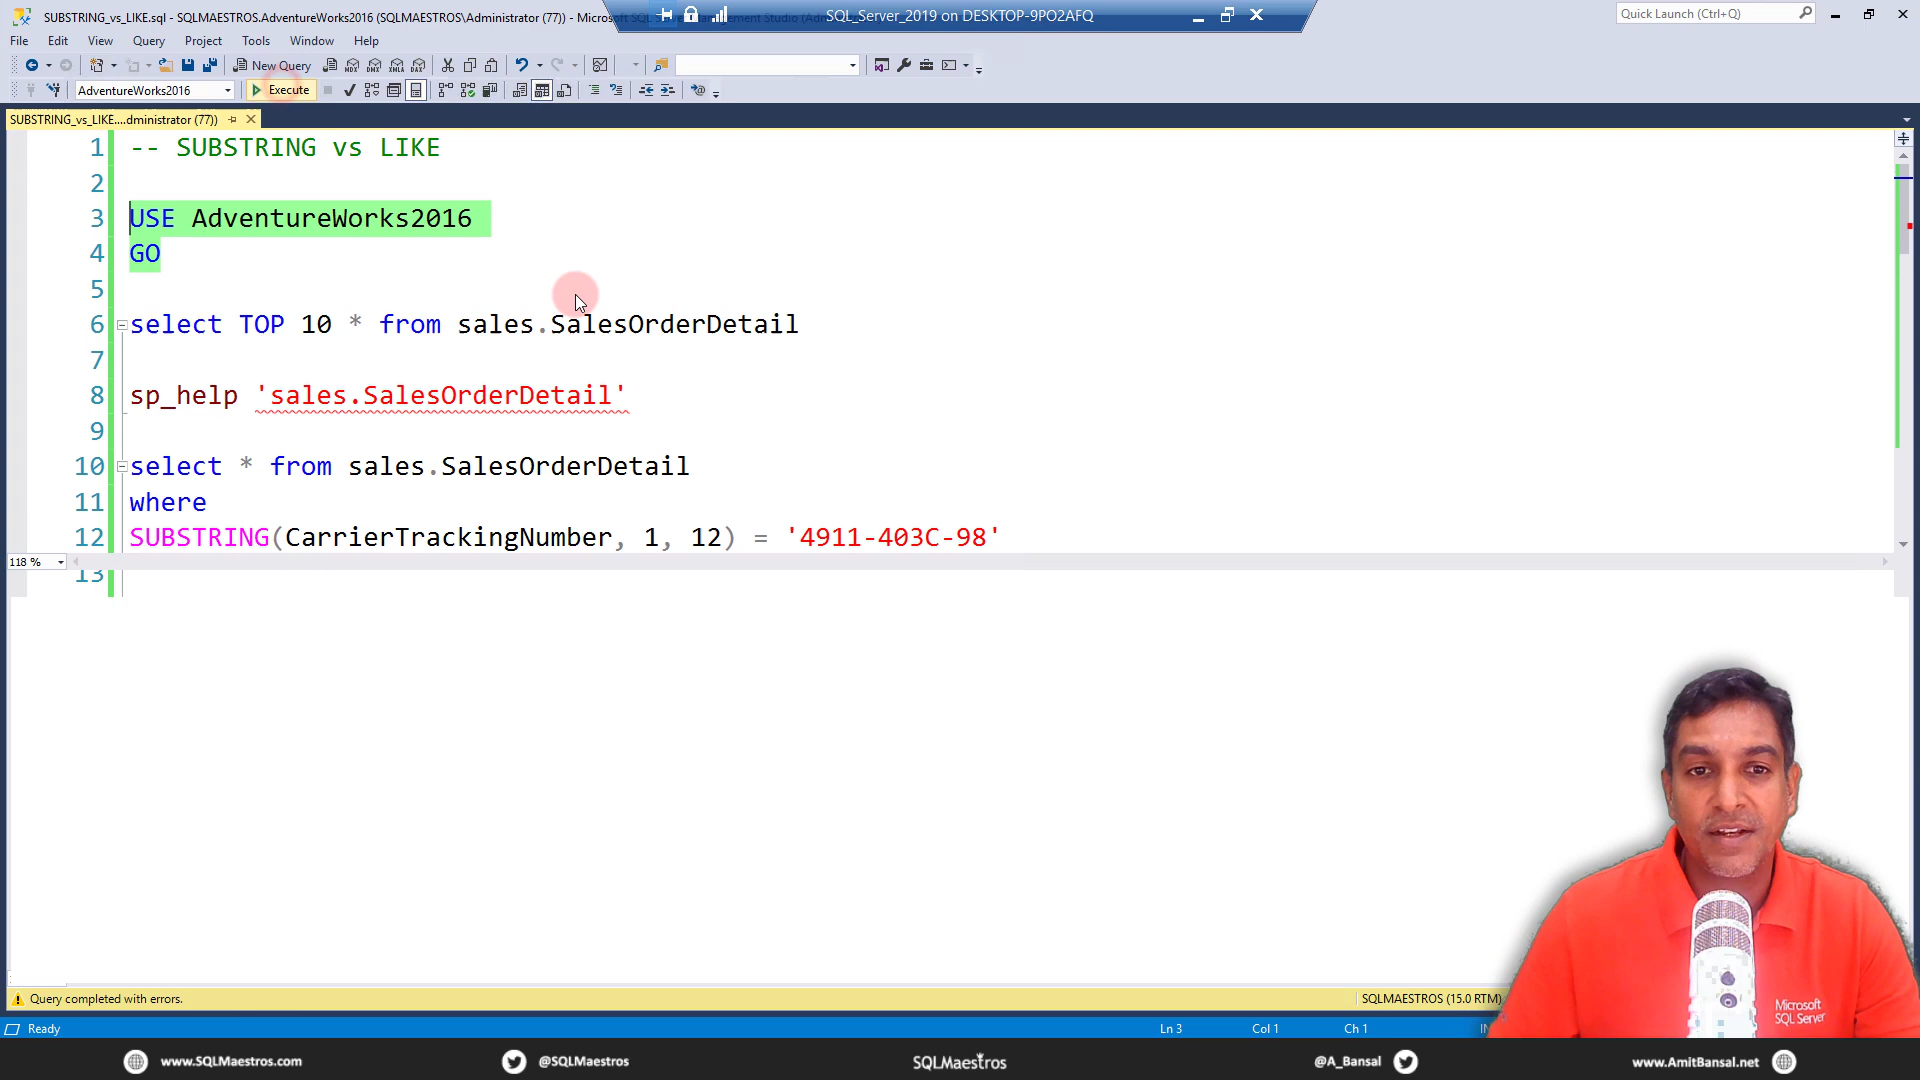 SUBSTRING_vs_LIKE.sql - SQLMAESTROS.AdventureWorks2016 (SQLMAESTROS\Administrator (77)) - Micros
SQL_Server_2019 on DESKTOP-9PO2AFQ
Quick Launch (Ctrl+Q)
File Edit View Query Project Tools Window Help
New Query
AdventureWorks2016
Execute
SUBSTRING_vs_LIKE....dministrator (77))
1 -- SUBSTRING vs LIKE
2
3 USE AdventureWorks2016
4 GO
5
6 select TOP 10 * from sales.SalesOrderDetail
7
8 sp_help 'sales.SalesOrderDetail'
9
10 select * from sales.SalesOrderDetail
11 where
12 SUBSTRING(CarrierTrackingNumber, 1, 12) = '4911-403C-98'
118 %
13
Query completed with errors.
SQLMAESTROS (15.0 RTM)
Ready
Ln 3
Col 1
Ch 1
Microsoft
SQL Server
www.SQLMaestros.com
@SQLMaestros
SQLMaestros
@A_Bansal
www.AmitBansal.net